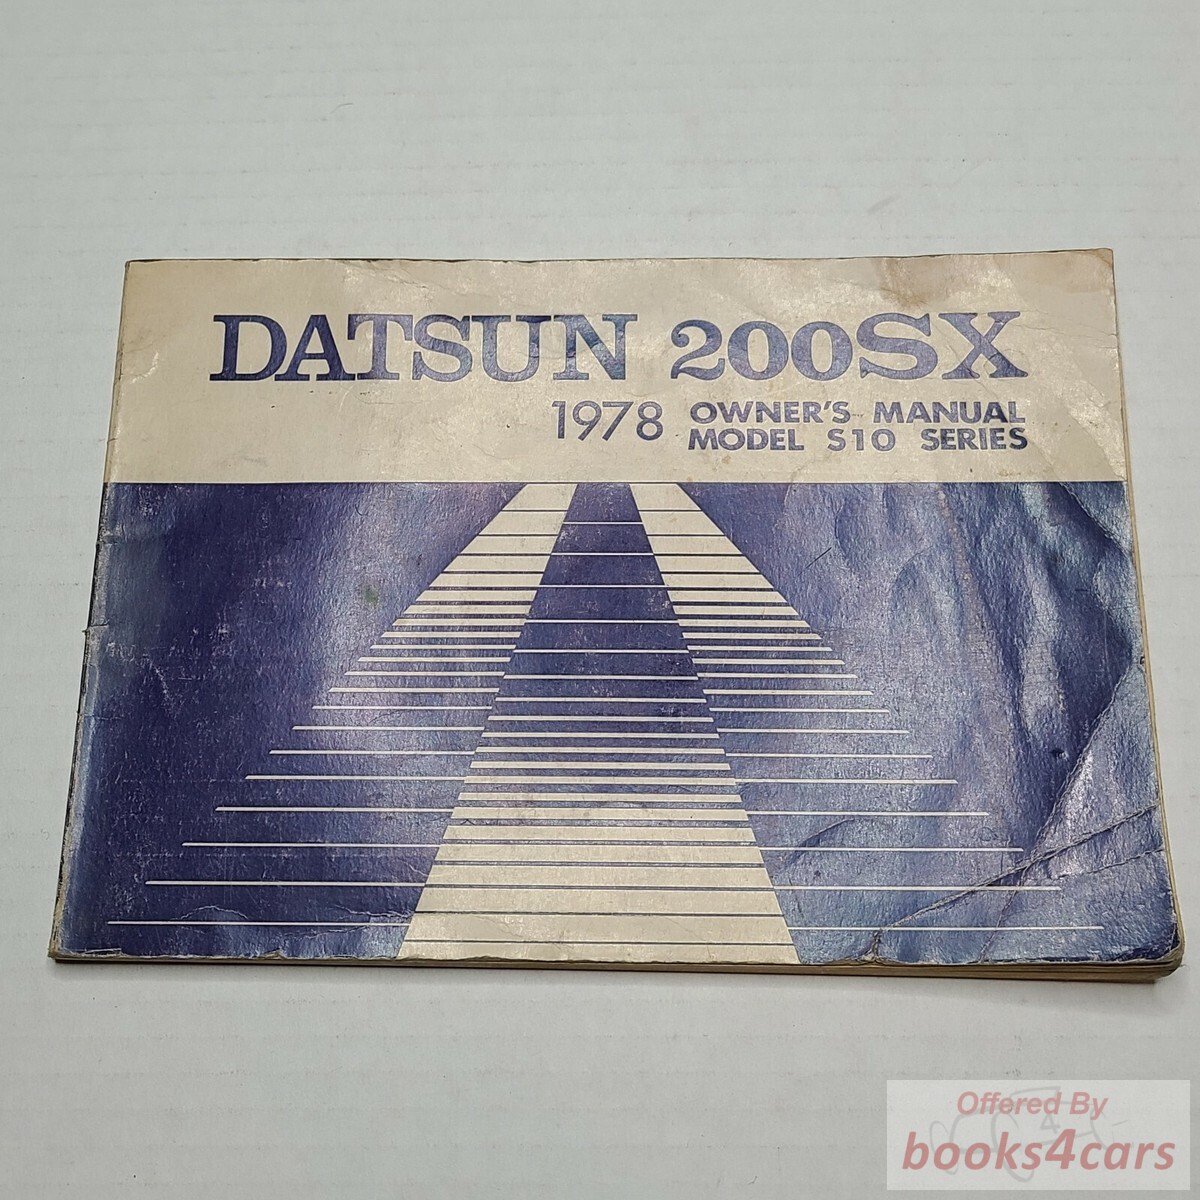 DATSUN 200SX
1978 OWNER'S MANUAL
MODEL S10 SERIES
Offered By
books4cars